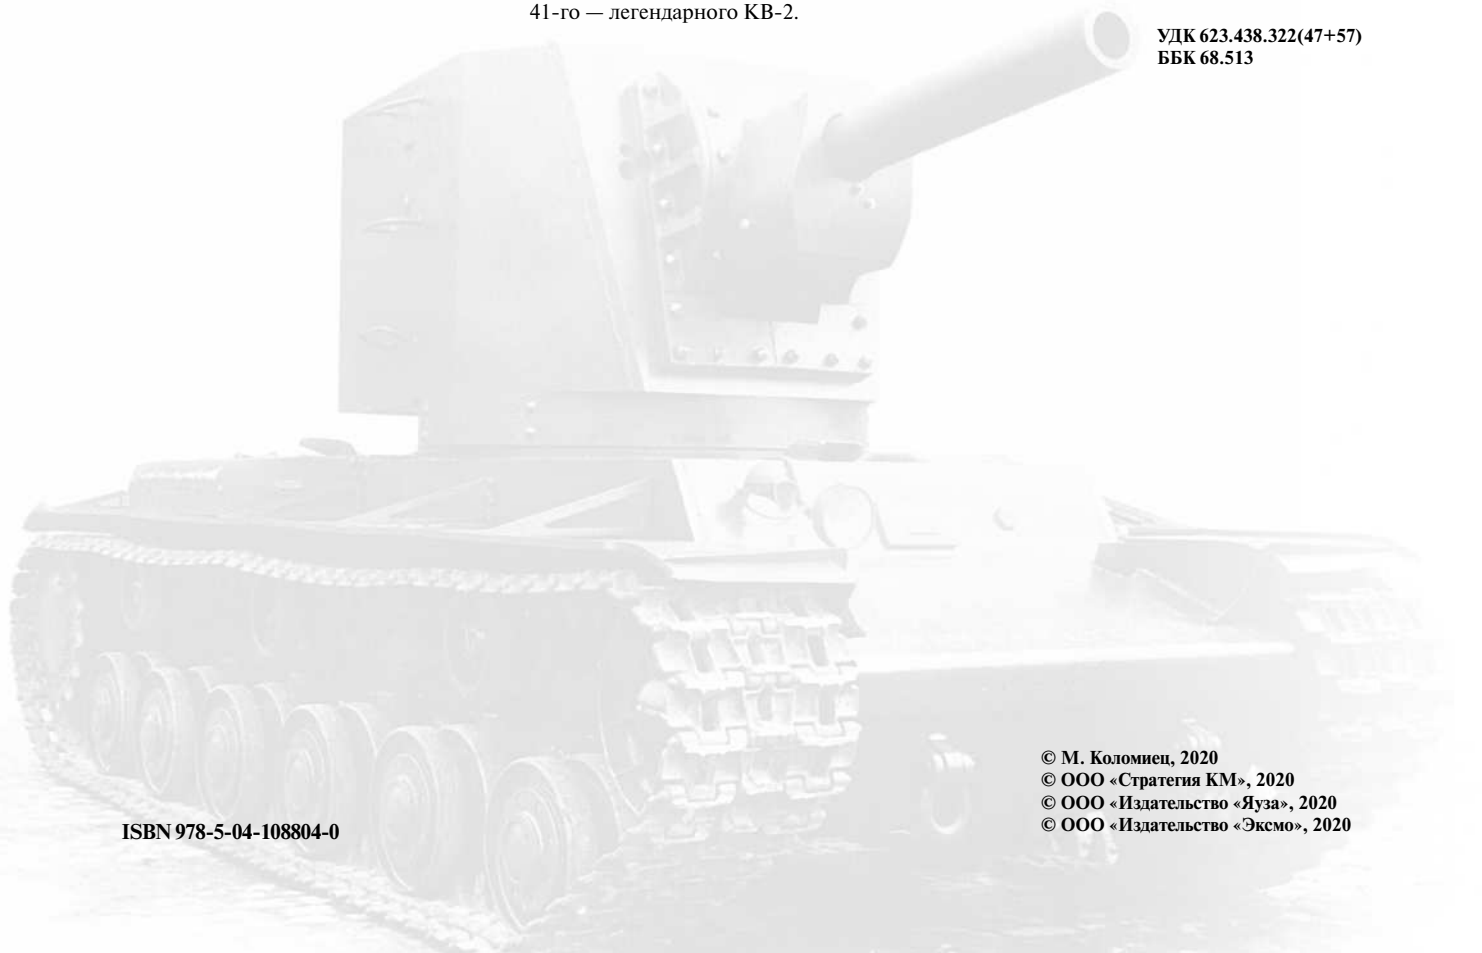 41-го — легендарного КВ-2.
УДК 623.438.322(47+57)
ББК 68.513
© М. Коломиец, 2020
© ООО «Стратегия КМ», 2020
© ООО «Издательство «Яуза», 2020
© ООО «Издательство «Эксмо», 2020
ISBN 978-5-04-108804-0